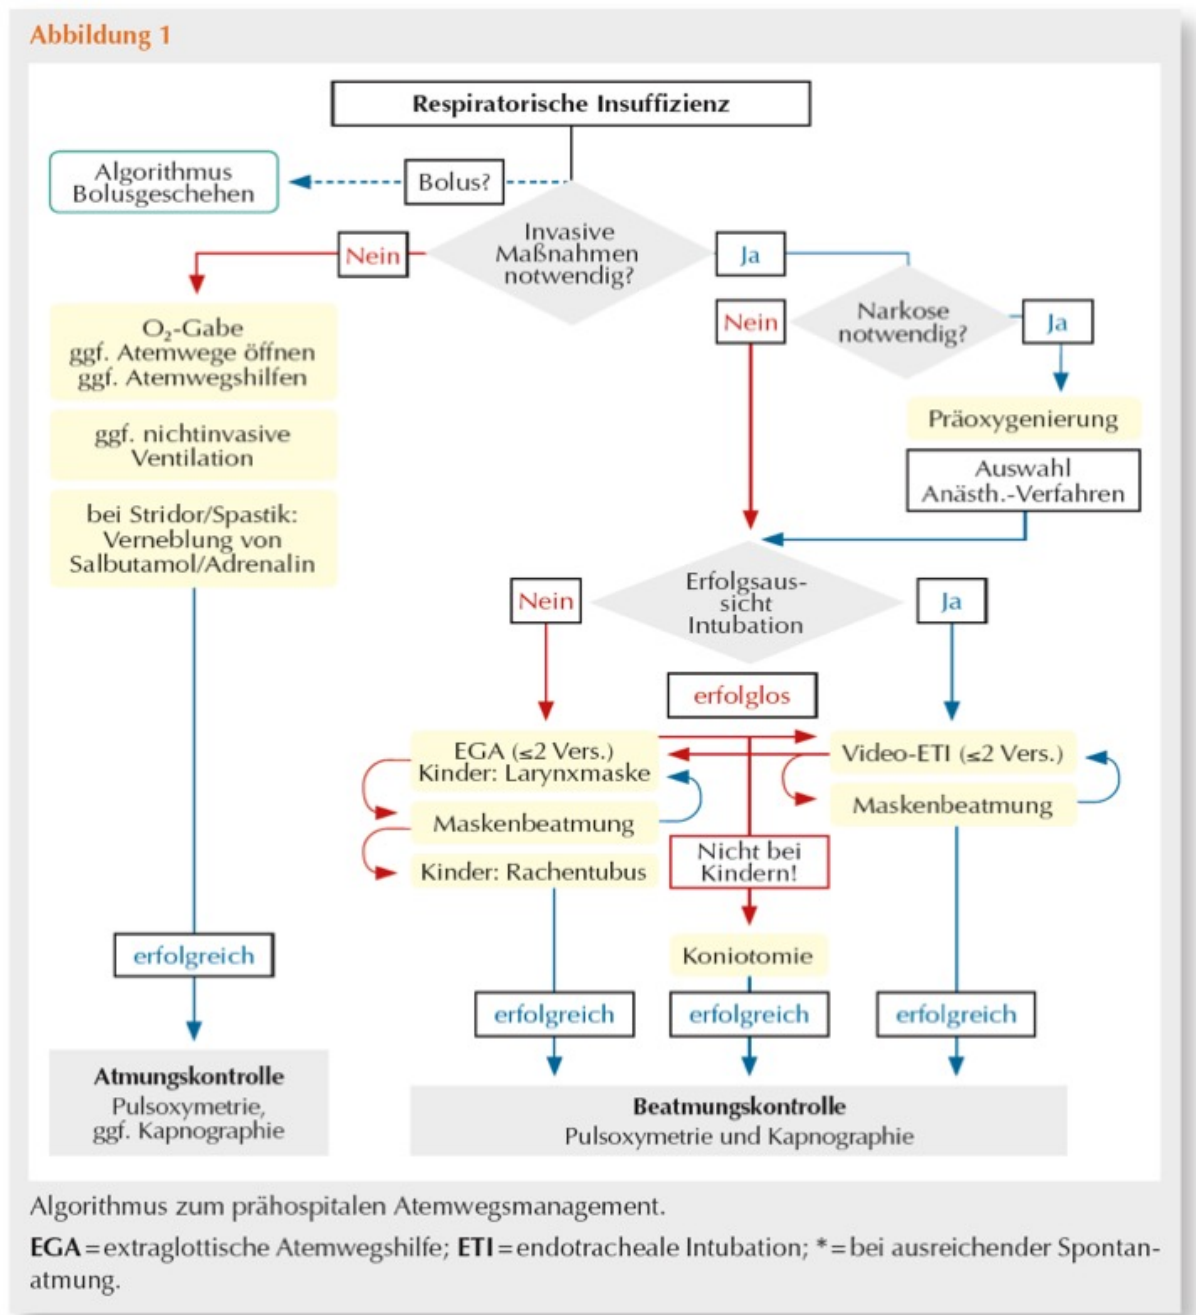 Abbildung 1
Respiratorische Insuffizienz
Algorithmus
Bolusgeschehen
Bolus?
Invasive
Maßnahmen
notwendig?
Nein
Ja
Nein
Narkose
notwendig?
Ja
O₂-Gabe
ggf. Atemwege öffnen
ggf. Atemwegshilfen
ggf. nichtinvasive
Ventilation
bei Stridor/Spastik:
Verneblung von
Salbutamol/Adrenalin
Präoxygenierung
Auswahl
Anästh.-Verfahren
Nein
Erfolgsaus-
sicht
Intubation
Ja
erfolglos
EGA (≤2 Vers.)
Kinder: Larynxmaske
Maskenbeatmung
Kinder: Rachentubus
Video-ETI (≤2 Vers.)
Maskenbeatmung
Nicht bei
Kindern!
Koniotomie
erfolgreich
erfolgreich
erfolgreich
erfolgreich
Atmungskontrolle
Pulsoxymetrie,
ggf. Kapnographie
Beatmungskontrolle
Pulsoxymetrie und Kapnographie
Algorithmus zum prähospitalen Atemwegsmanagement.
EGA=extraglottische Atemwegshilfe; ETI=endotracheale Intubation; *=bei ausreichender Spontan-
atmung.